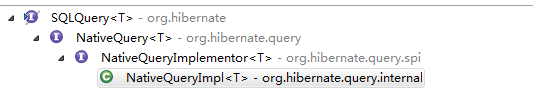 SQLQuery<T> - org.hibernate
NativeQuery<T> - org.hibernate.query
NativeQueryImplementor<T> - org.hibernate.query.spi
NativeQueryImpl<T> - org.hibernate.query.internal